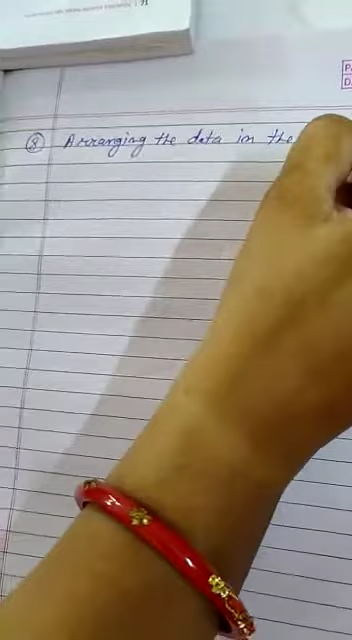 ⑧ Arranging the data in the